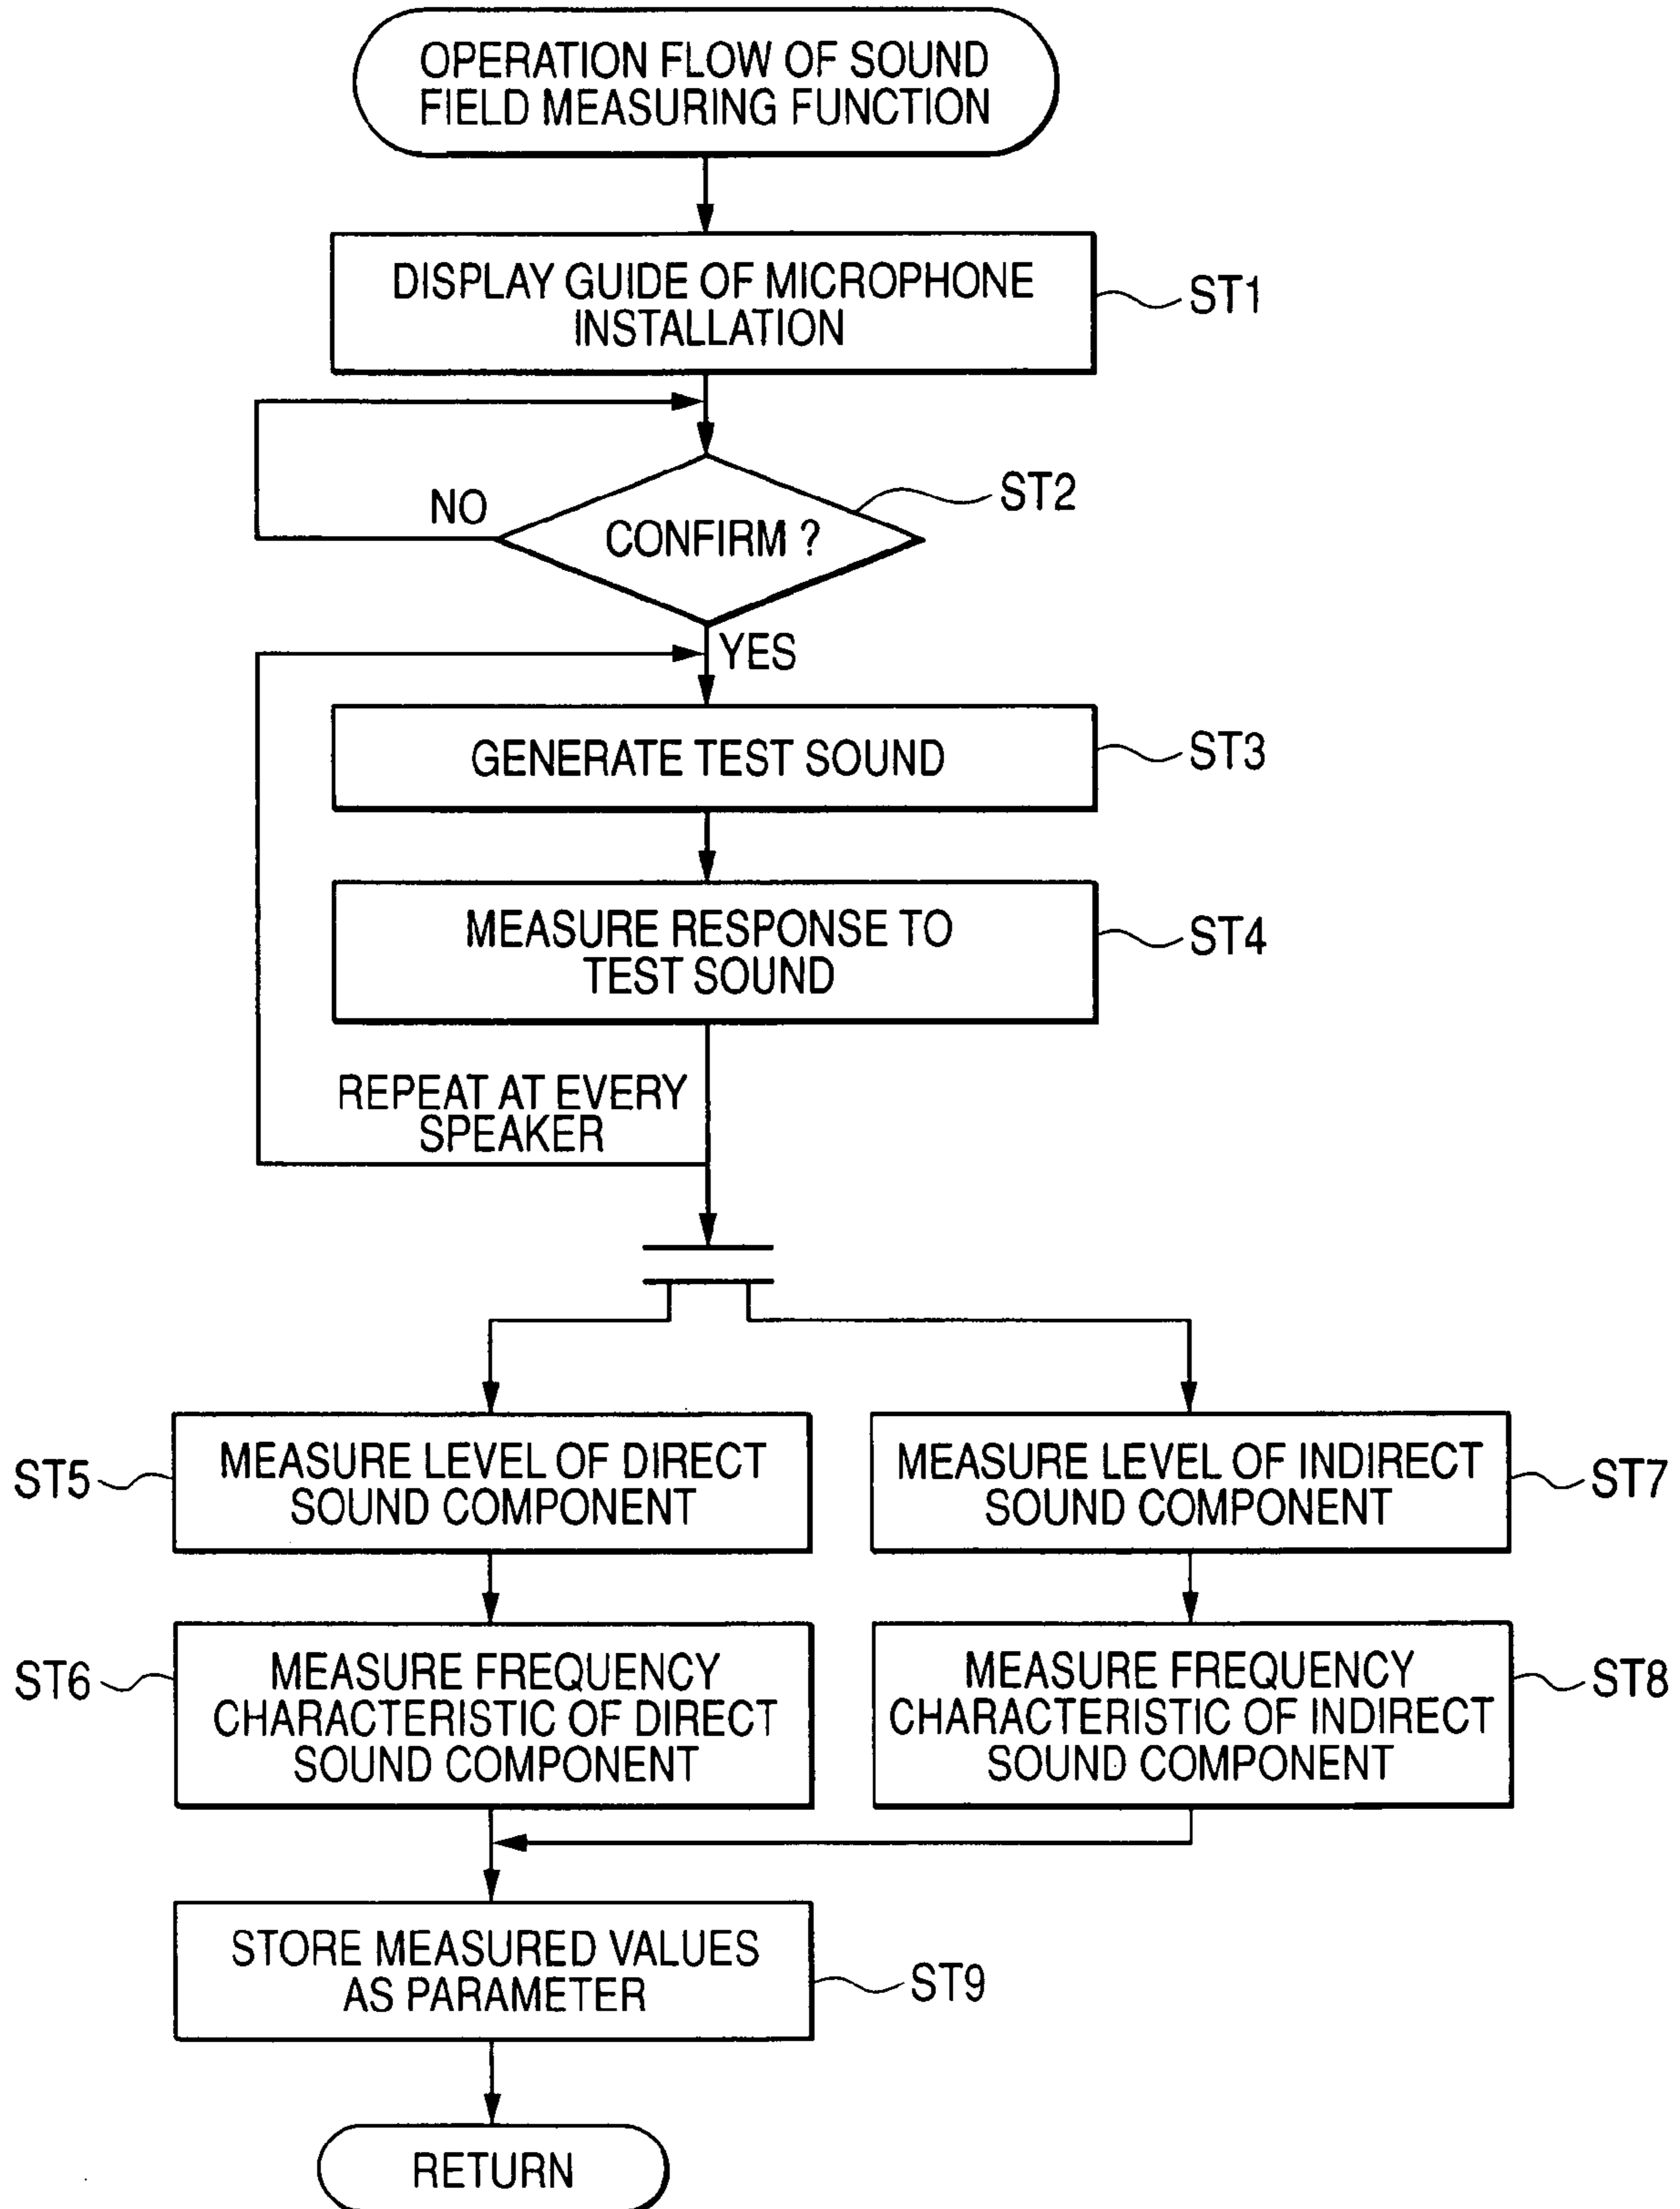 OPERATION FLOW OF SOUND
FIELD MEASURING FUNCTION
DISPLAY GUIDE OF MICROPHONE
INSTALLATION
ST1
NO
CONFIRM ?
ST2
YES
GENERATE TEST SOUND
ST3
MEASURE RESPONSE TO
TEST SOUND
ST4
REPEAT AT EVERY
SPEAKER
ST5
MEASURE LEVEL OF DIRECT
SOUND COMPONENT
MEASURE LEVEL OF INDIRECT
SOUND COMPONENT
ST7
ST6
MEASURE FREQUENCY
CHARACTERISTIC OF DIRECT
SOUND COMPONENT
MEASURE FREQUENCY
CHARACTERISTIC OF INDIRECT
SOUND COMPONENT
ST8
STORE MEASURED VALUES
AS PARAMETER
ST9
RETURN